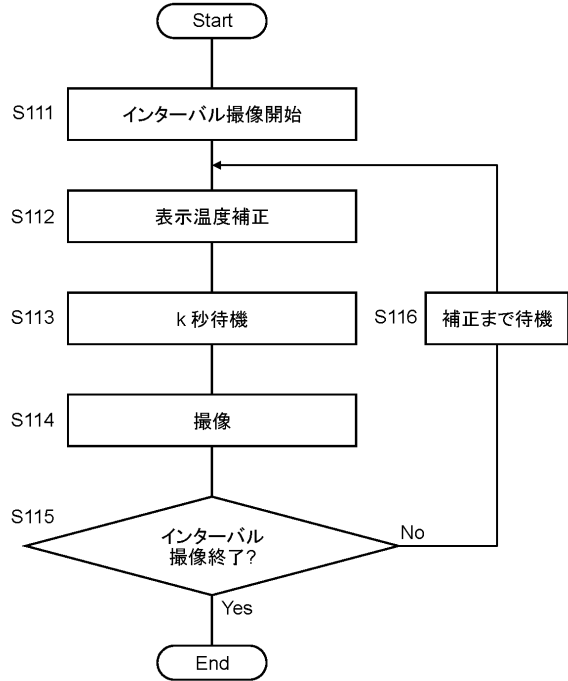 Start
S111
インターバル撮像開始
S112
表示温度補正
S113
k 秒待機
S116
補正まで待機
S114
撮像
S115
インターバル
撮像終了?
No
Yes
End